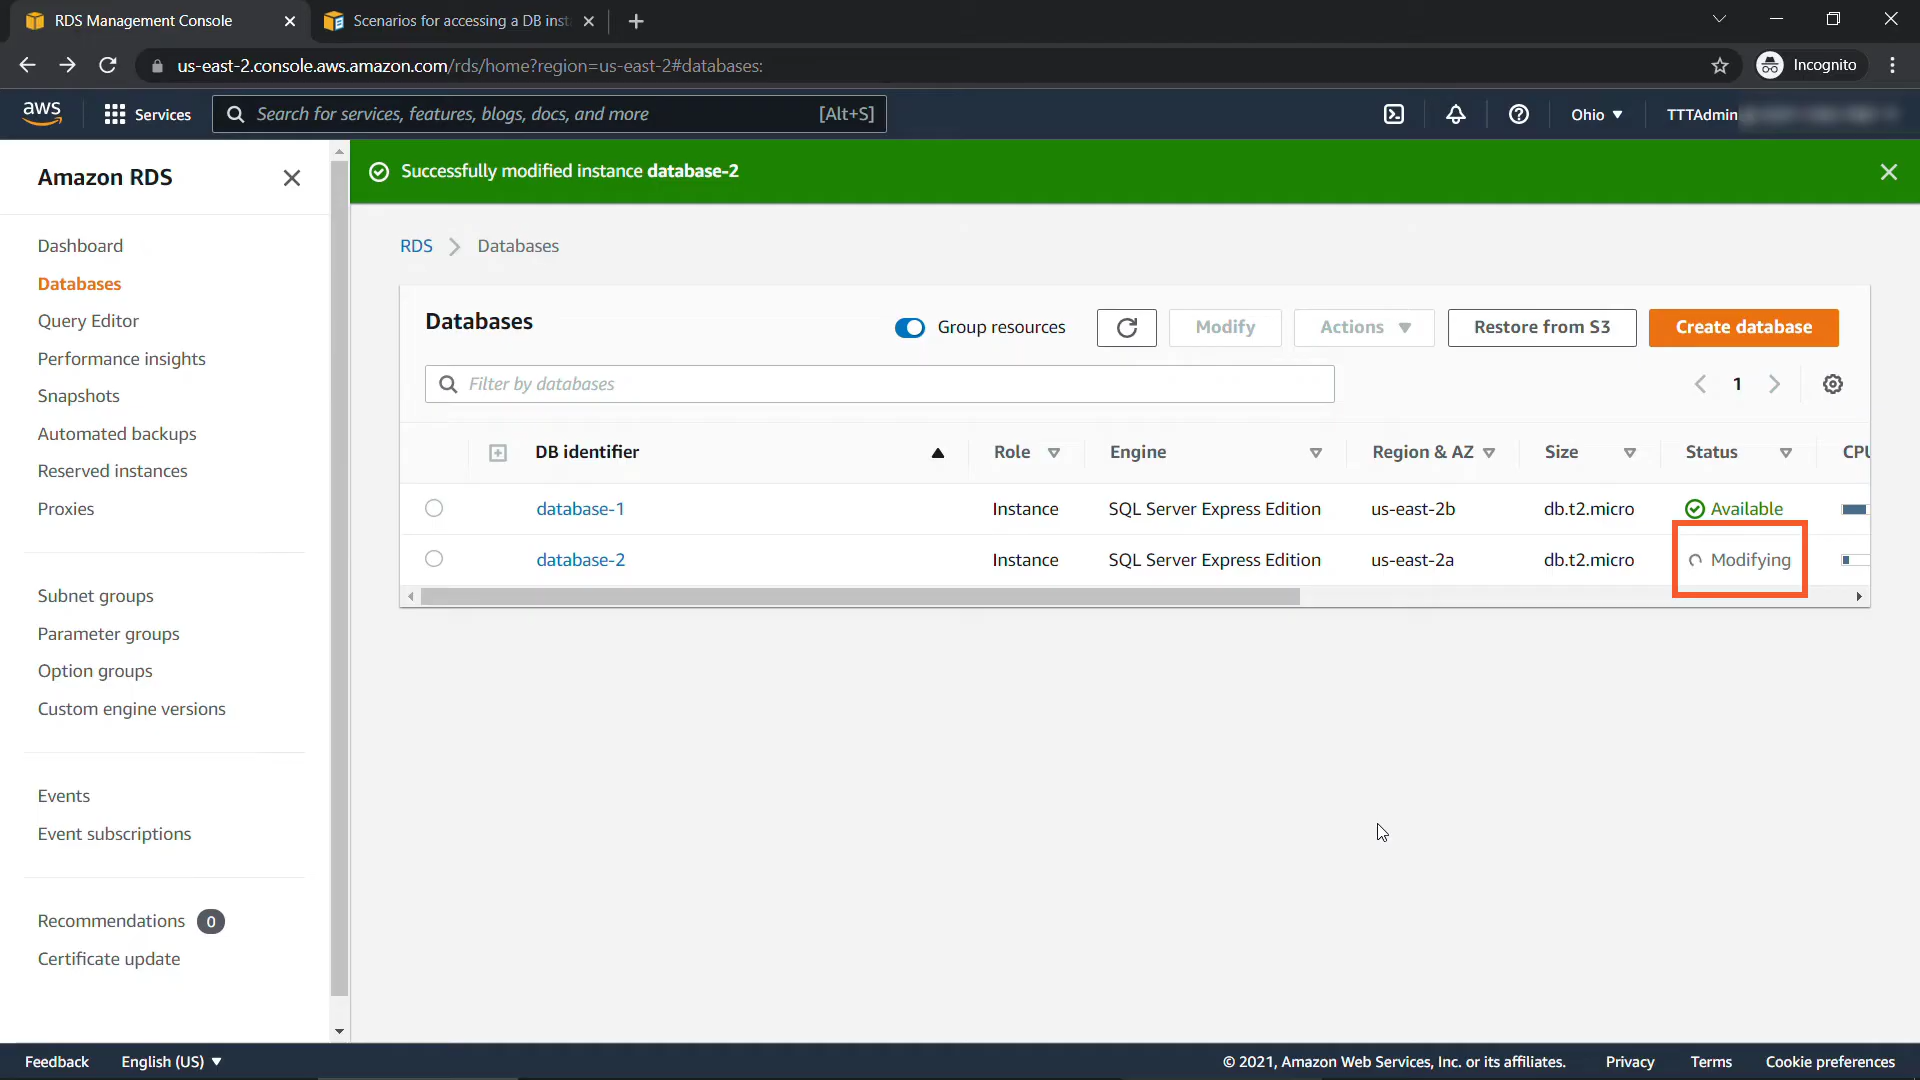 RDS Management Console
Scenarios for accessing a DB inst
us-east-2.console.aws.amazon.com/rds/home?region=us-east-2#databases:
Incognito
aws
Services
Search for services, features, blogs, docs, and more
[Alt+S]
Ohio
TTTAdmin
Amazon RDS
Dashboard
Databases
Query Editor
Performance insights
Snapshots
Automated backups
Reserved instances
Proxies
Subnet groups
Parameter groups
Option groups
Custom engine versions
Events
Event subscriptions
Recommendations 0
Certificate update
Successfully modified instance database-2
RDS Databases
Databases
Group resources
Modify
Actions
Restore from S3
Create database
Filter by databases
1
DB identifier Role Engine Region & AZ Size Status CPU
database-1 Instance SQL Server Express Edition us-east-2b db.t2.micro Available
database-2 Instance SQL Server Express Edition us-east-2a db.t2.micro Modifying
Feedback
English (US)
© 2021, Amazon Web Services, Inc. or its affiliates.
Privacy
Terms
Cookie preferences